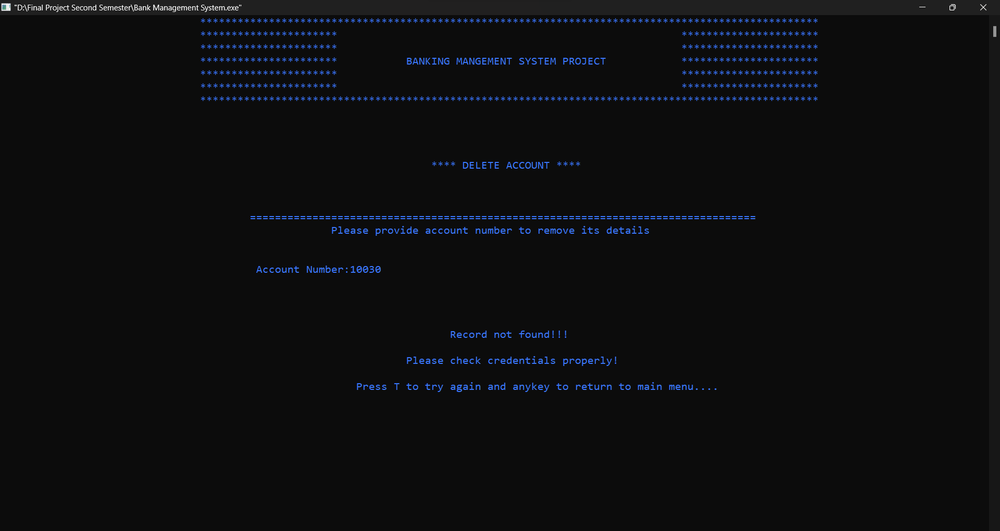 "D:\Final Project Second Semester\Bank Management System.exe"
***************************************************************************************************
********************** **********************
********************** **********************
********************** BANKING MANGEMENT SYSTEM PROJECT **********************
********************** **********************
********************** **********************
***************************************************************************************************
**** DELETE ACCOUNT ****
=================================================================================
Please provide account number to remove its details
Account Number:10030
Record not found!!!
Please check credentials properly!
Press T to try again and anykey to return to main menu....